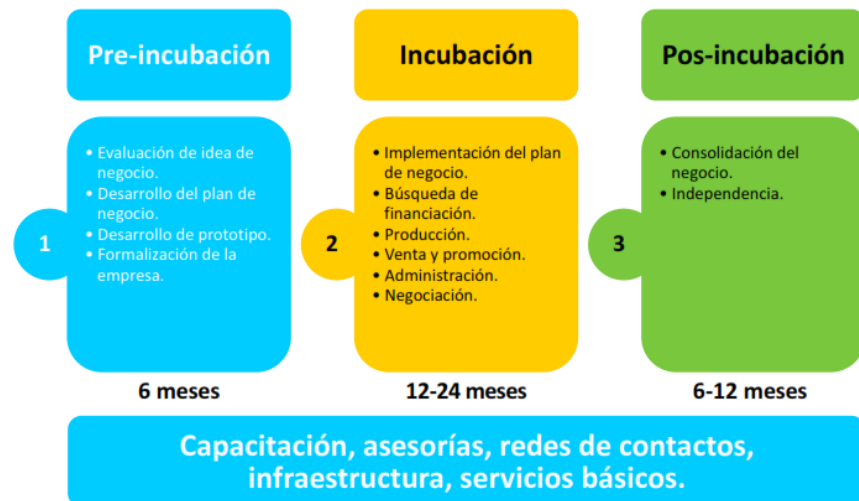 Pre-incubación
Incubación
Pos-incubación
1
• Evaluación de idea de
negocio.
• Desarrollo del plan de
negocio.
• Desarrollo de prototipo.
• Formalización de la
empresa.
2
• Implementación del plan
de negocio.
• Búsqueda de
financiación.
• Producción.
• Venta y promoción.
• Administración.
• Negociación.
3
• Consolidación del
negocio.
• Independencia.
6 meses
12-24 meses
6-12 meses
Capacitación, asesorías, redes de contactos,
infraestructura, servicios básicos.